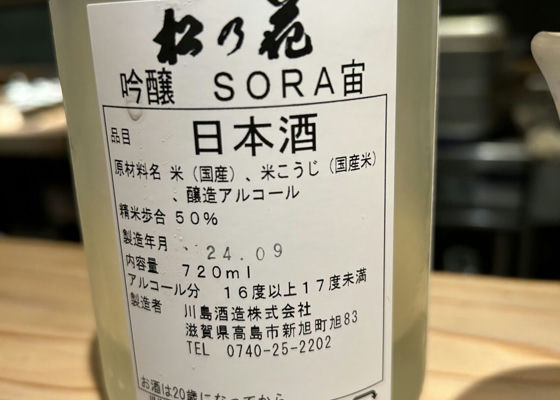 松の花
吟醸 SORA宙
品目 日本酒
原材料名 米（国産）、米こうじ（国産米）
、醸造アルコール
精米歩合 50%
製造年月 24.09
内容量 720ml
アルコール分 16度以上17度未満
製造者 川島酒造株式会社
滋賀県高島市新旭町旭83
TEL 0740-25-2202
お酒は20歳になってから